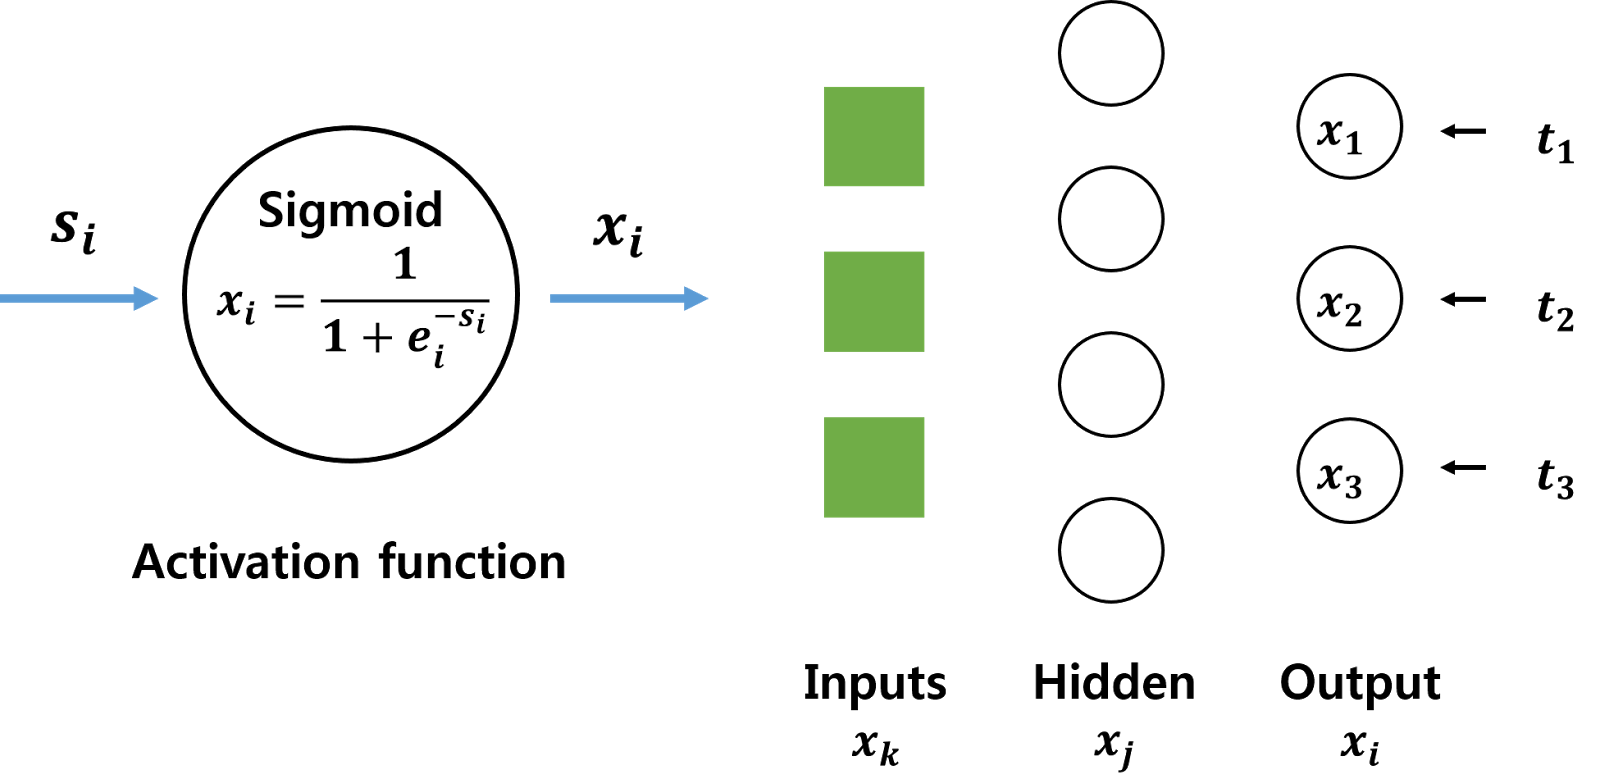 s_i
Sigmoid
x_i = \frac{1}{1 + e_i^{-s_i}}
x_i
Activation function
x_1 ← t_1
x_2 ← t_2
x_3 ← t_3
Inputs
x_k
Hidden
x_j
Output
x_i